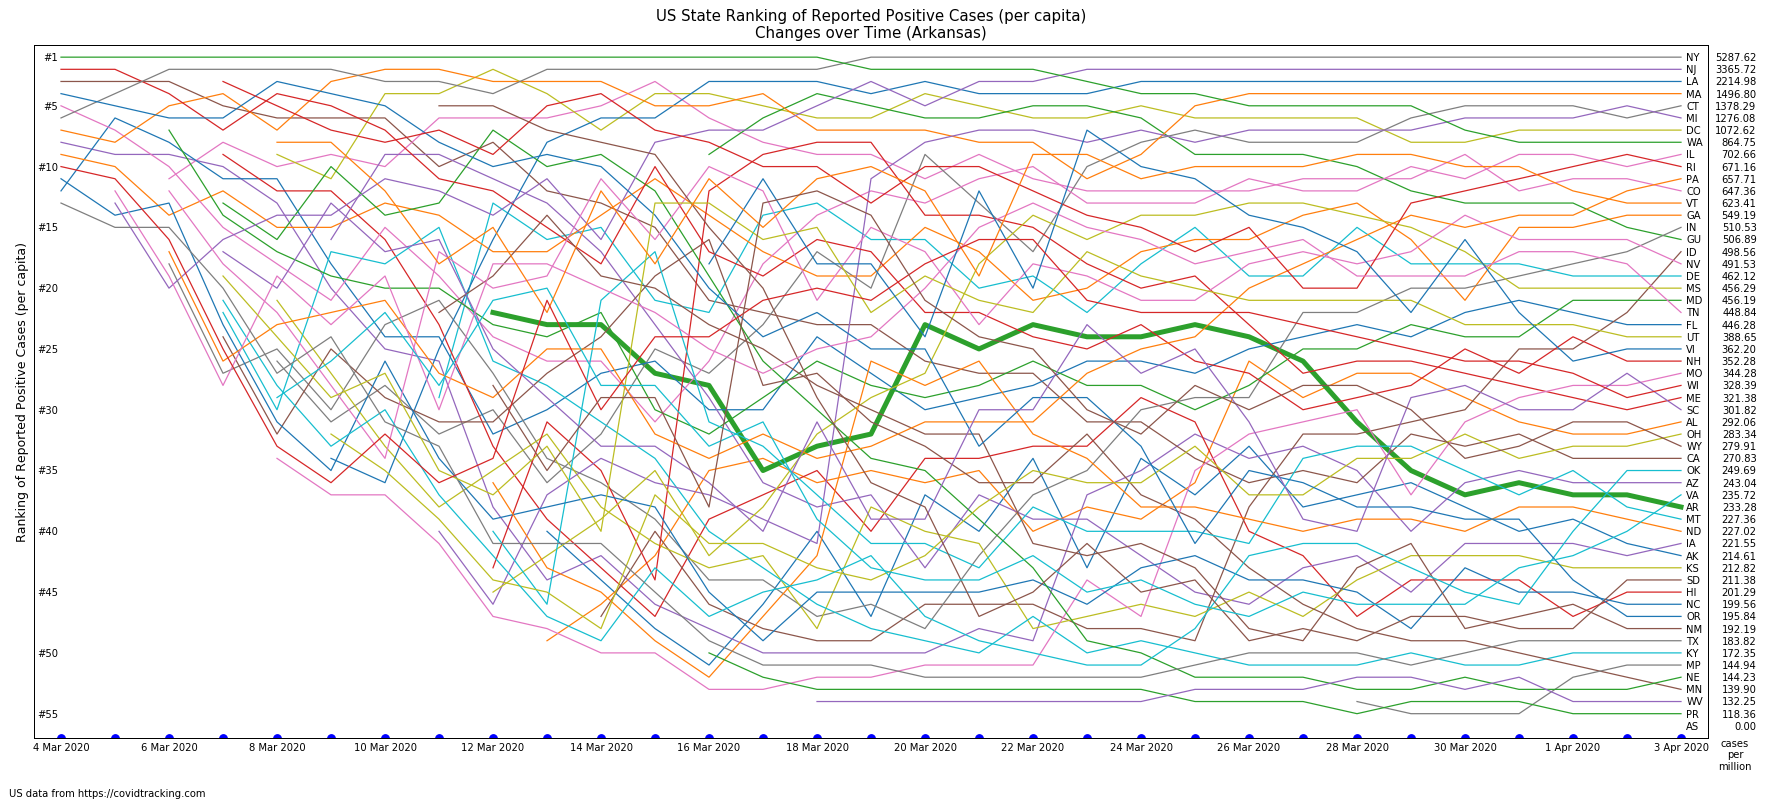 US State Ranking of Reported Positive Cases (per capita)
Changes over Time (Arkansas)
Ranking of Reported Positive Cases (per capita)
#1
#5
#10
#15
#20
#25
#30
#35
#40
#45
#50
#55
NY 5287.62
NJ 3365.72
LA 2214.98
MA 1496.80
CT 1378.29
MI 1276.08
DC 1072.62
WA 864.75
IL 702.66
RI 671.16
PA 657.71
CO 647.36
VT 623.41
GA 549.19
IN 510.53
GU 506.89
ID 498.56
NV 491.53
DE 462.12
MS 456.29
MD 456.19
TN 448.84
FL 446.28
UT 388.65
VI 362.20
NH 352.28
MO 344.28
WI 328.39
ME 321.38
SC 301.82
AL 292.06
OH 283.34
WY 279.91
CA 270.83
OK 249.69
AZ 243.04
VA 235.72
AR 233.28
MT 227.36
ND 227.02
IA 221.55
AK 214.61
KS 212.82
SD 211.38
HI 201.29
NC 199.56
OR 195.84
NM 192.19
TX 183.82
KY 172.35
MP 144.94
NE 144.23
MN 139.90
WV 132.25
PR 118.36
AS 0.00
4 Mar 2020 6 Mar 2020 8 Mar 2020 10 Mar 2020 12 Mar 2020 14 Mar 2020 16 Mar 2020 18 Mar 2020 20 Mar 2020 22 Mar 2020 24 Mar 2020 26 Mar 2020 28 Mar 2020 30 Mar 2020 1 Apr 2020 3 Apr 2020
cases
per
million
US data from https://covidtracking.com